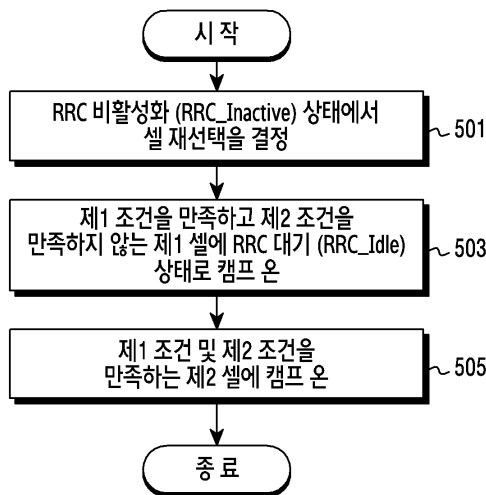 시 작
RRC 비활성화 (RRC_Inactive) 상태에서
셀 재선택을 결정
501
제1 조건을 만족하고 제2 조건을
만족하지 않는 제1 셀에 RRC 대기 (RRC_Idle)
상태로 캠프 온
503
제1 조건 및 제2 조건을
만족하는 제2 셀에 캠프 온
505
종 료